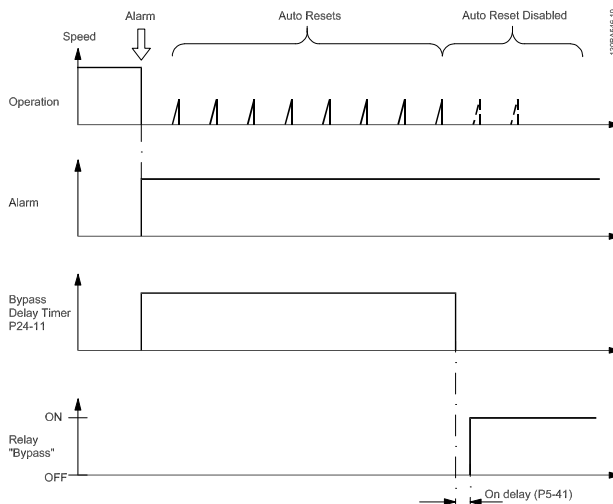 Alarm
Auto Resets
Auto Reset Disabled
Speed
Operation
Alarm
Bypass
Delay Timer
P24-11
ON
Relay
"Bypass"
OFF
On delay (P5-41)